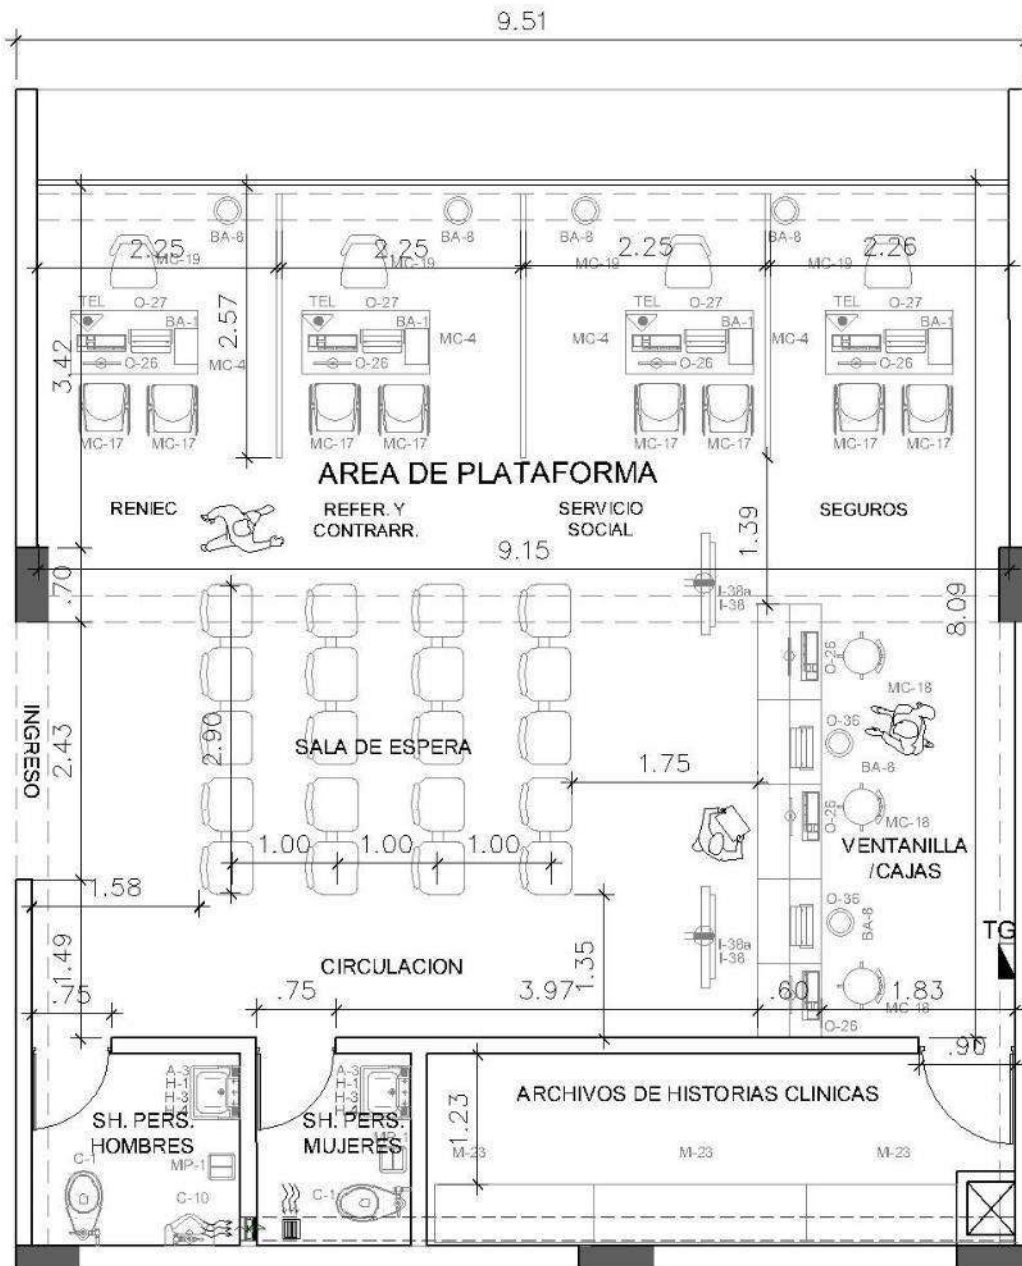 9.51
BA-8
BA-8
BA-8
BA-8
2.25
2.25
2.25
2.26
MC-19
MC-19
MC-19
MC-19
TEL
O-27
TEL
O-27
TEL
O-27
TEL
O-27
BA-1
BA-1
BA-1
BA-1
2.57
MC-4
MC-4
MC-4
MC-4
O-26
O-26
O-26
O-26
3.42
MC-17
MC-17
MC-17
MC-17
MC-17
MC-17
MC-17
MC-17
AREA DE PLATAFORMA
RENIEC
REFER. Y
CONTRARR.
SERVICIO
SOCIAL
SEGUROS
1.39
9.15
.70
I-38a
I-38
8.09
O-26
MC-18
INGRESO
2.43
2.90
SALA DE ESPERA
O-36
BA-8
1.75
O-26
MC-18
1.00
1.00
1.00
VENTANILLA
/CAJAS
1.58
O-36
BA-8
TG
1.49
CIRCULACION
1.35
I-38a
I-38
.75
.75
3.97
.60
1.83
MC-18
O-26
.90
A-3
H-1
H-3
A-3
H-1
H-3
SH. PERS.
HOMBRES
SH. PERS.
MUJERES
1.23
ARCHIVOS DE HISTORIAS CLINICAS
C-1
MP-1
MP-1
M-23
M-23
M-23
C-10
C-1